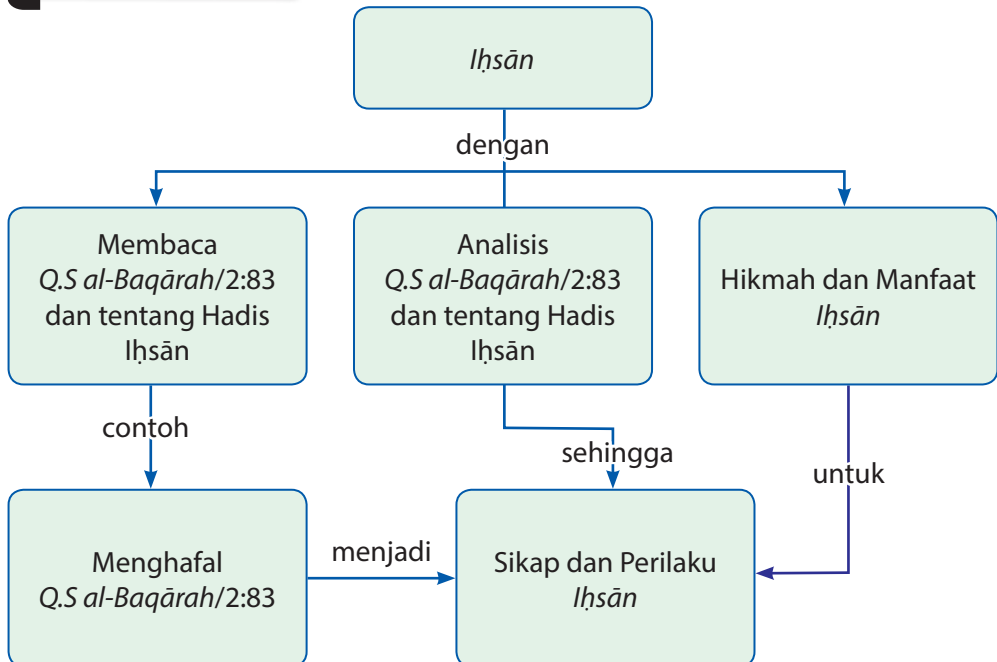 Iḥsān
dengan
Membaca
Q.S al-Baqārah/2:83
dan tentang Hadis
Iḥsān
Analisis
Q.S al-Baqārah/2:83
dan tentang Hadis
Iḥsān
Hikmah dan Manfaat
Iḥsān
contoh
sehingga
untuk
Menghafal
Q.S al-Baqārah/2:83
menjadi
Sikap dan Perilaku
Iḥsān